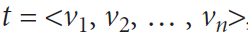 t = <v₁, v₂, … , vₙ>